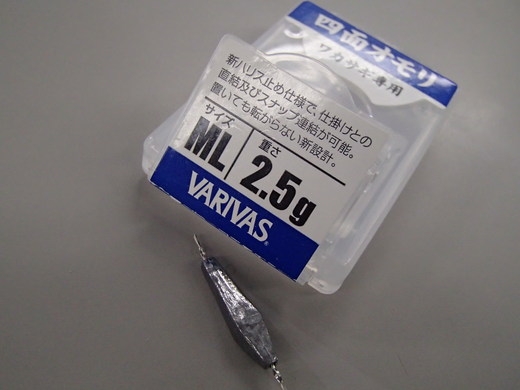 四面オモリ
ワカサギ専用
新ハリス止め仕様で、仕掛けとの
直結及びスナップ連結が可能。
置いても転がらない新設計。
サイズ
ML
重さ
2.5g
VARIVAS